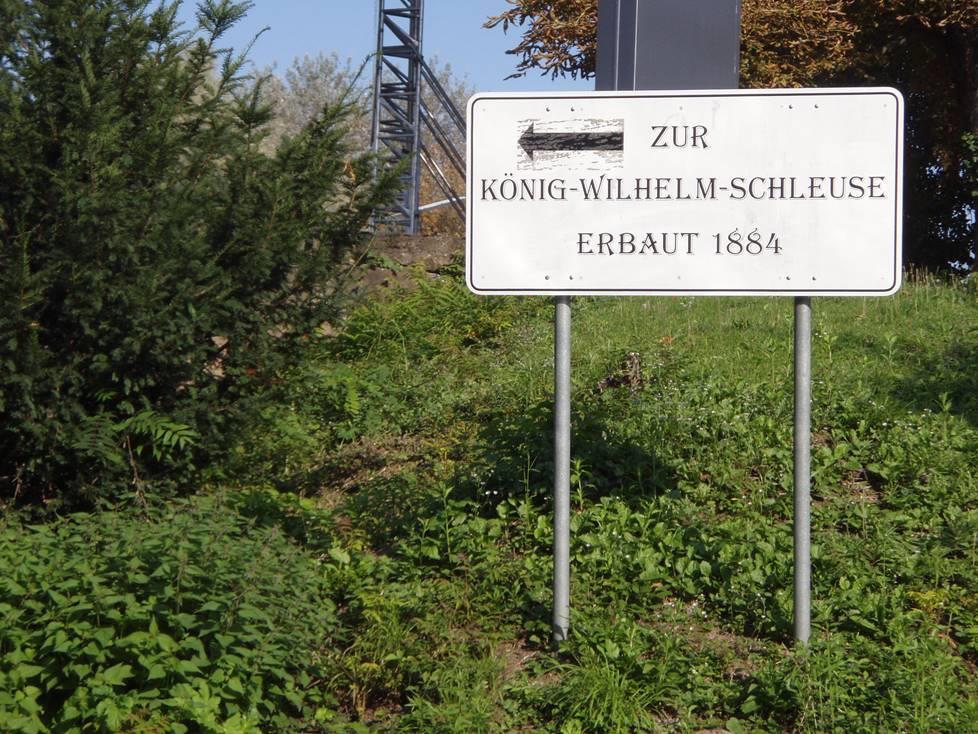 ZUR
KÖNIG-WILHELM-SCHLEUSE
ERBAUT 1884